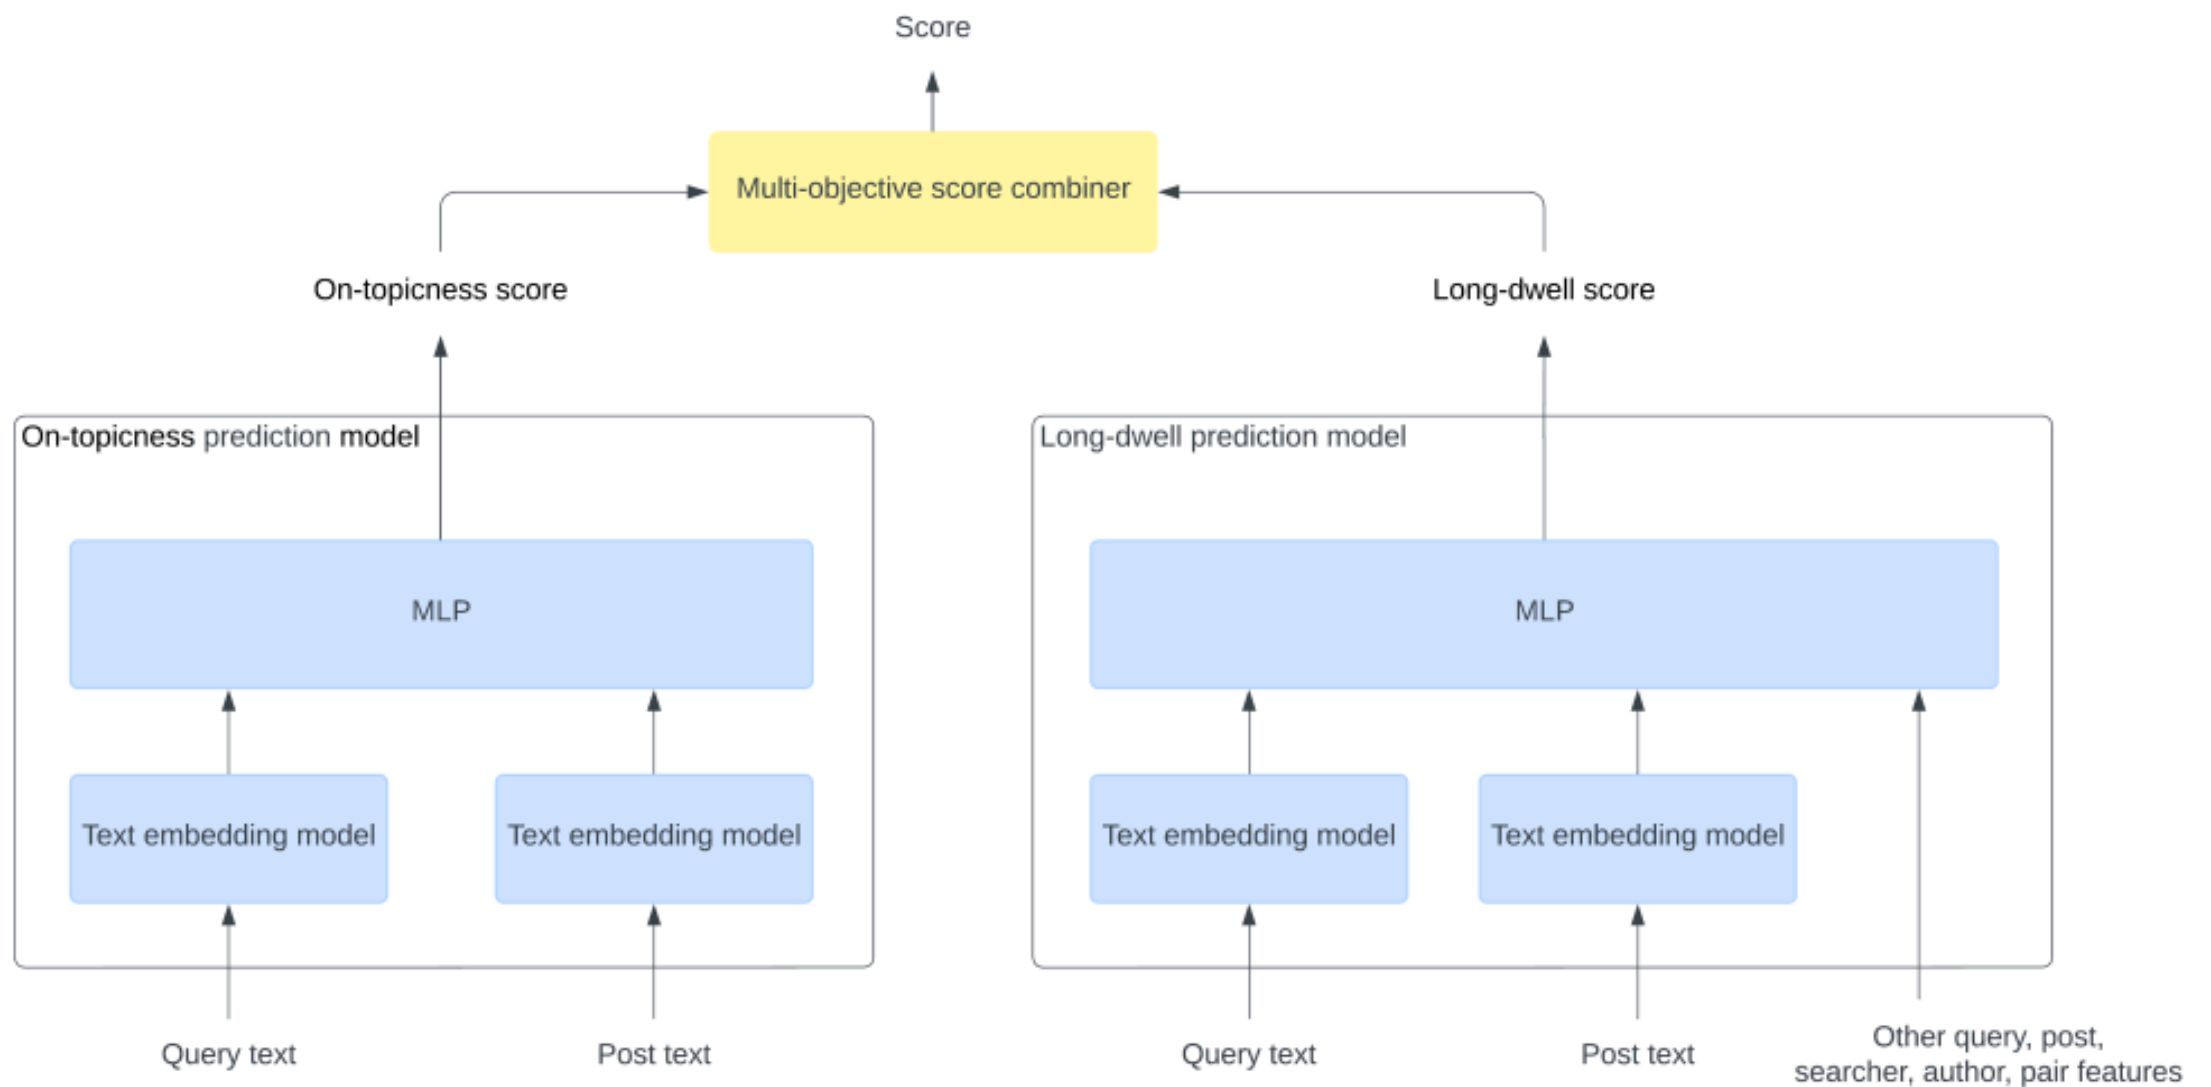 Score
Multi-objective score combiner
On-topicness score
Long-dwell score
On-topicness prediction model
Long-dwell prediction model
MLP
MLP
Text embedding model
Text embedding model
Text embedding model
Text embedding model
Query text
Post text
Query text
Post text
Other query, post,
searcher, author, pair features